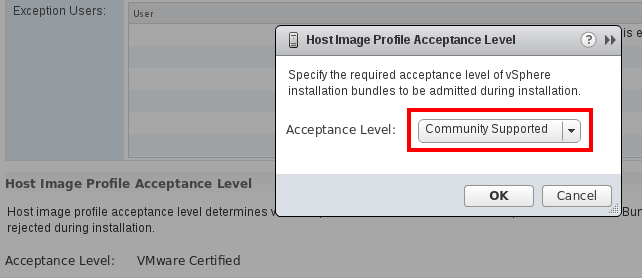 Exception Users:
User
is e
Host Image Profile Acceptance Level
?
Specify the required acceptance level of vSphere
installation bundles to be admitted during installation.
Acceptance Level:
Community Supported
OK
Cancel
Host Image Profile Acceptance Level
Host image profile acceptance level determines
Bun
rejected during installation.
Acceptance Level:
VMware Certified